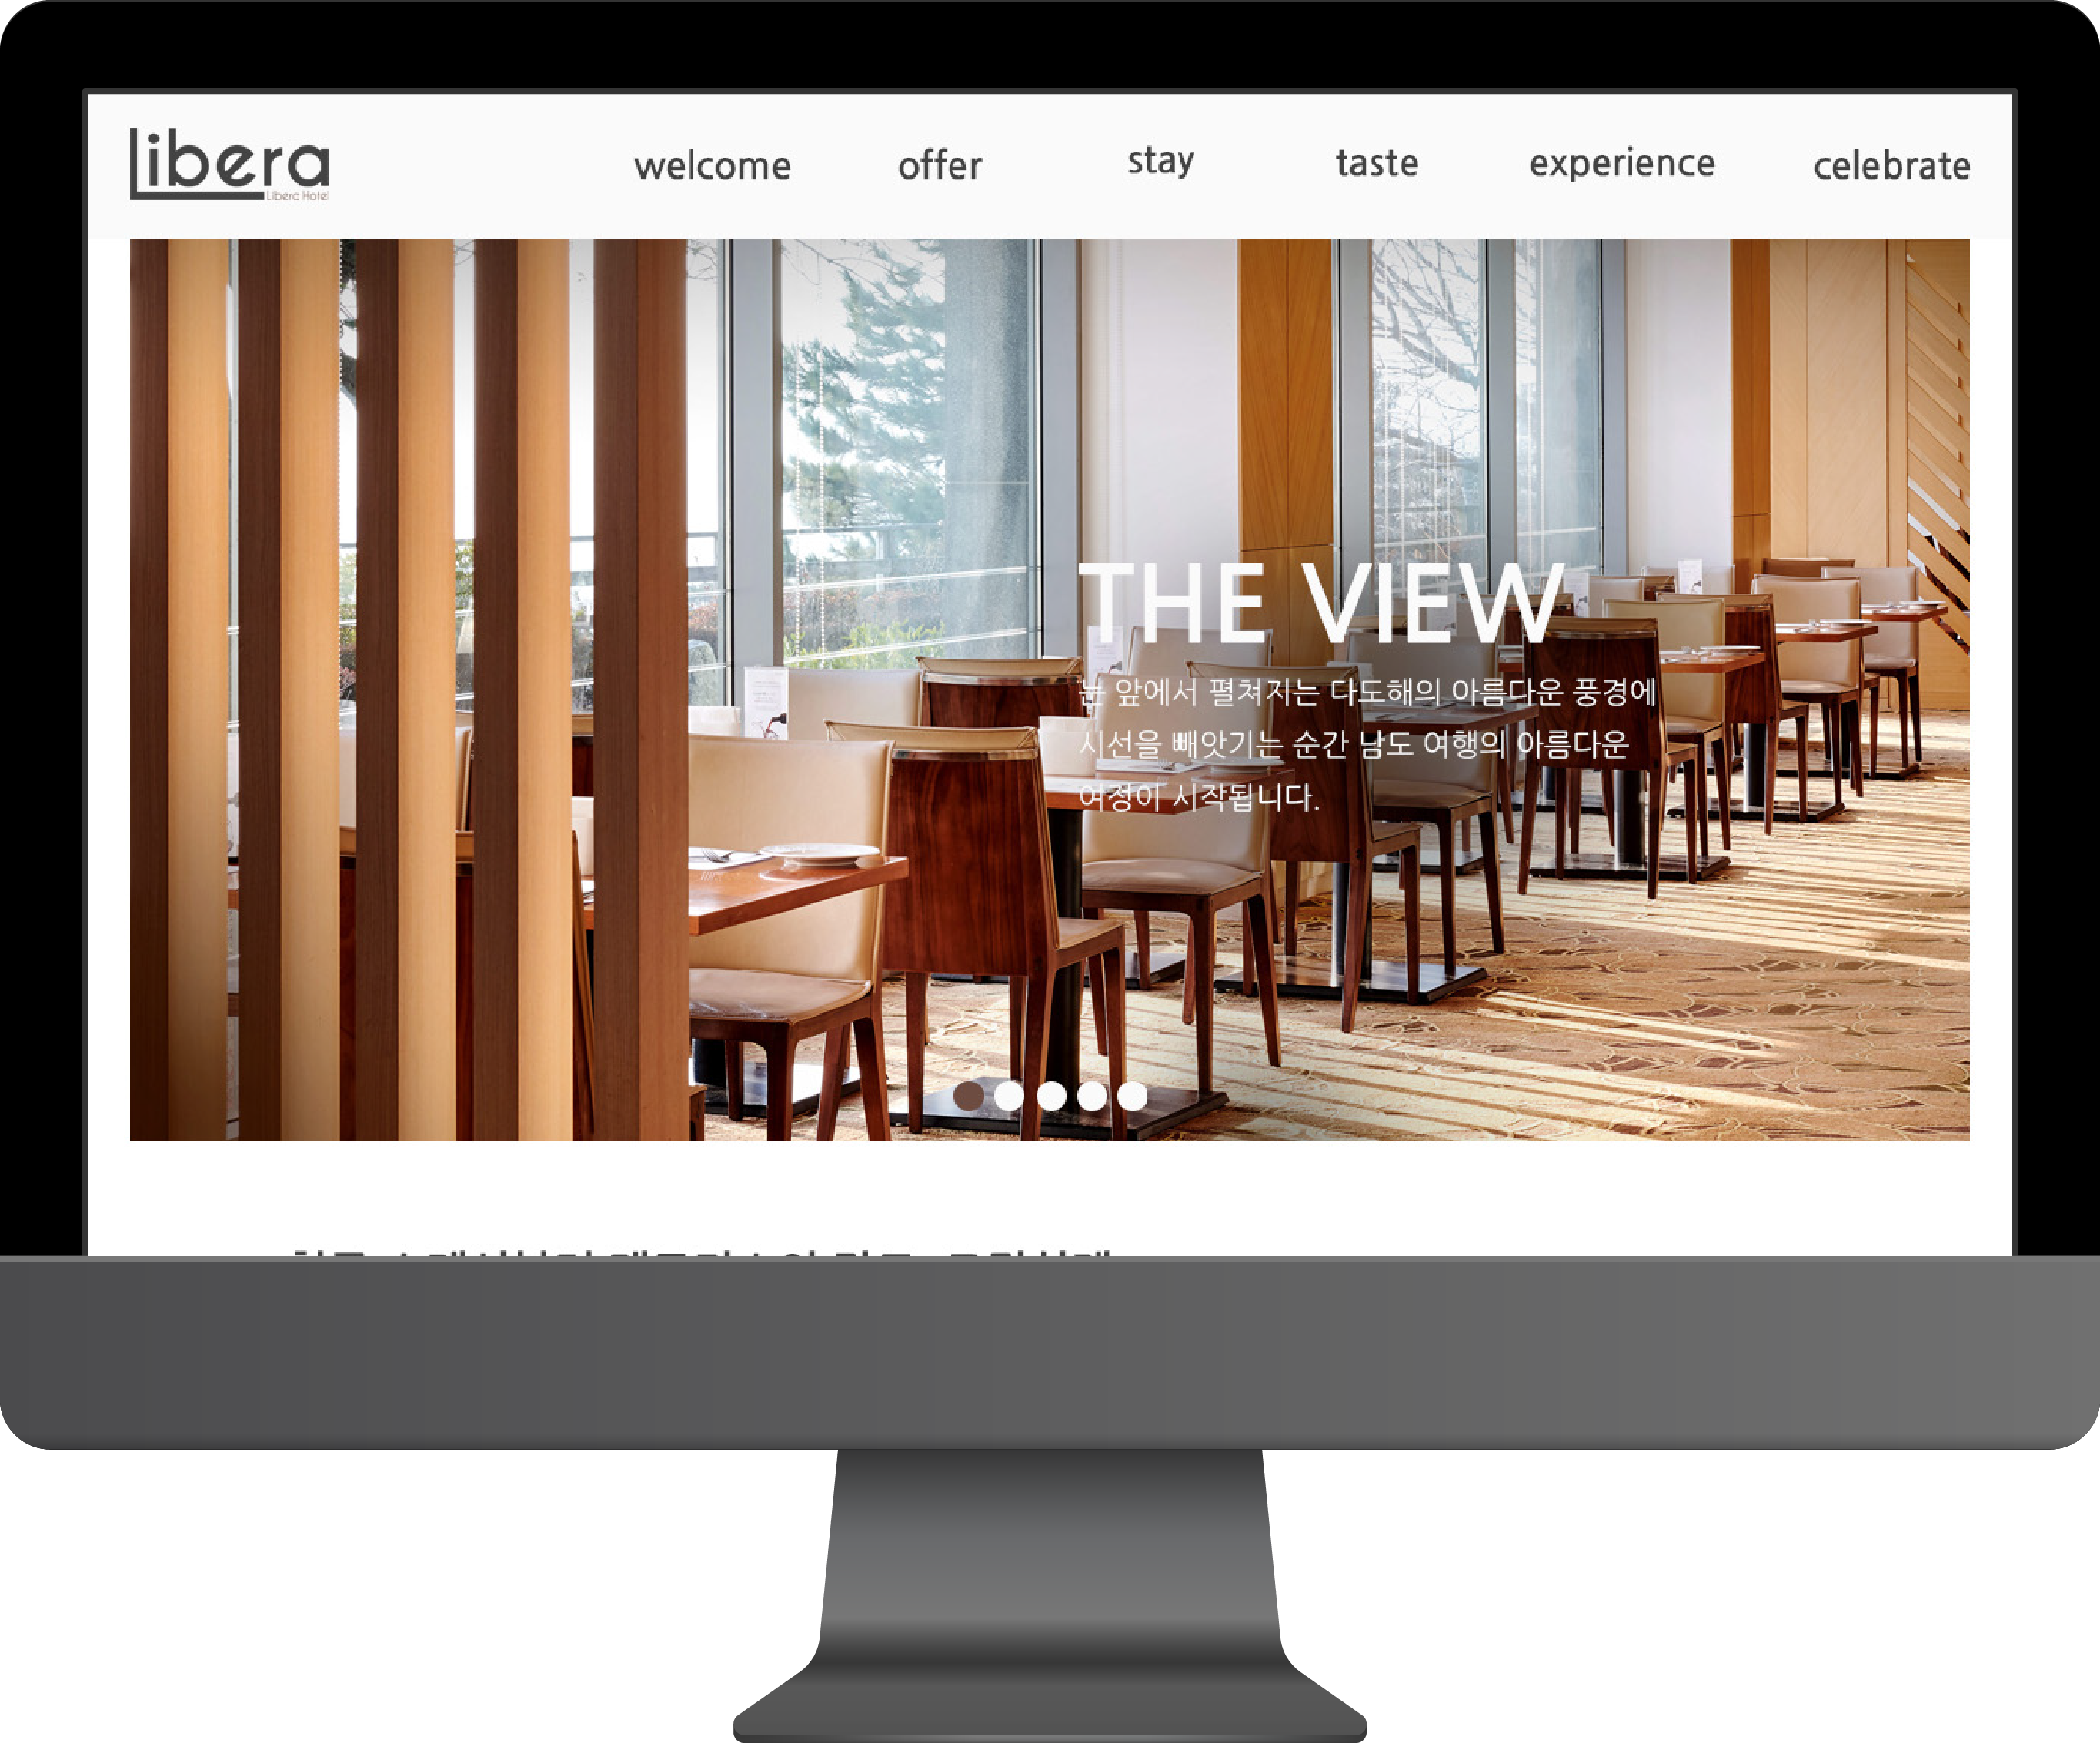 Libera
Libera Hotel
welcome offer stay taste experience celebrate
THE VIEW
눈 앞에서 펼쳐지는 다도해의 아름다운 풍경에
시선을 빼앗기는 순간 남도 여행의 아름다운
여정이 시작됩니다.